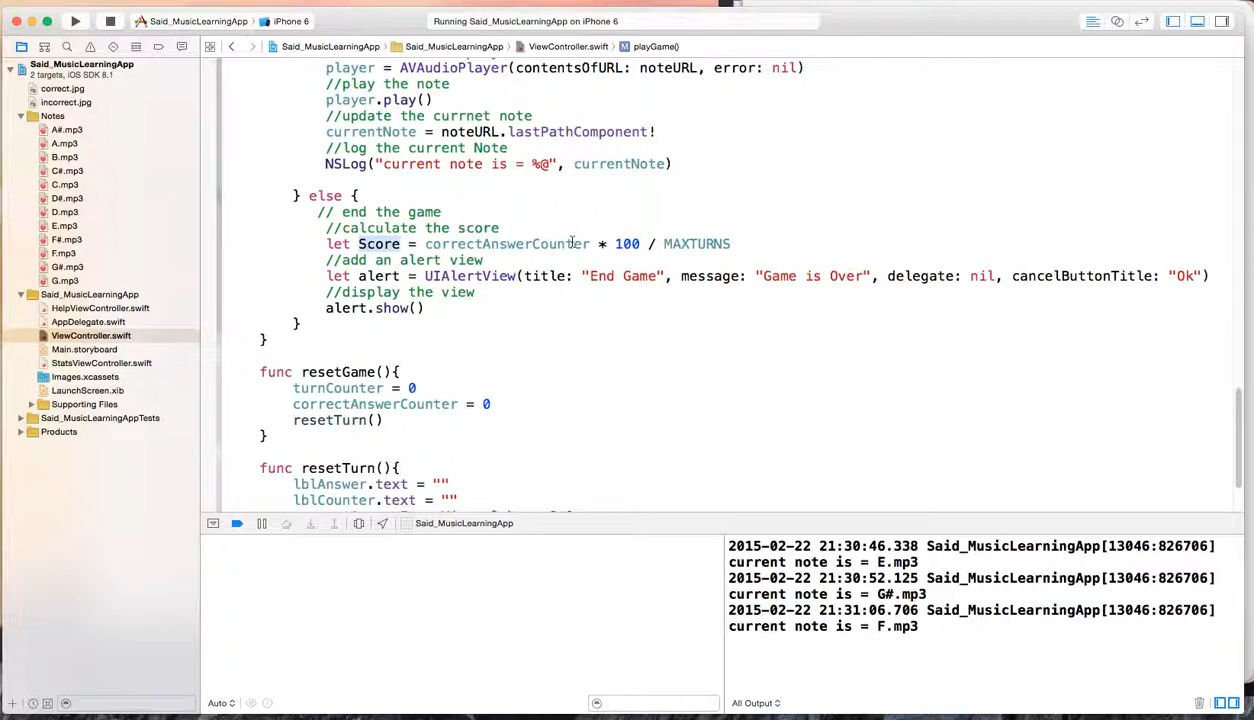 Said_MusicLearningApp
iPhone 6
Running Said_MusicLearningApp on iPhone 6
Said_MusicLearningApp
Said_MusicLearningApp
ViewController.swift
M playGame()
Said_MusicLearningApp
2 targets, iOS SDK 8.1
correct.jpg
incorrect.jpg
Notes
A#.mp3
A.mp3
B.mp3
C#.mp3
C.mp3
D#.mp3
D.mp3
E.mp3
F#.mp3
F.mp3
G#.mp3
G.mp3
Said_MusicLearningApp
HelpViewController.swift
AppDelegate.swift
ViewController.swift
Main.storyboard
StatsViewController.swift
Images.xcassets
LaunchScreen.xib
Supporting Files
Said_MusicLearningAppTests
Products
player = AVAudioPlayer(contentsOfURL: noteURL, error: nil)
//play the note
player.play()
//update the currnet note
currentNote = noteURL.lastPathComponent!
//log the current Note
NSLog("current note is = %@", currentNote)
} else {
// end the game
//calculate the score
let Score = correctAnswerCounter * 100 / MAXTURNS
//add an alert view
let alert = UIAlertView(title: "End Game", message: "Game is Over", delegate: nil, cancelButtonTitle: "Ok")
//display the view
alert.show()
}
}
func resetGame(){
turnCounter = 0
correctAnswerCounter = 0
resetTurn()
}
func resetTurn(){
lblAnswer.text = ""
lblCounter.text = ""
Said_MusicLearningApp
2015-02-22 21:30:46.338 Said_MusicLearningApp[13046:826706]
current note is = E.mp3
2015-02-22 21:30:52.125 Said_MusicLearningApp[13046:826706]
current note is = G#.mp3
2015-02-22 21:31:06.706 Said_MusicLearningApp[13046:826706]
current note is = F.mp3
Auto
All Output